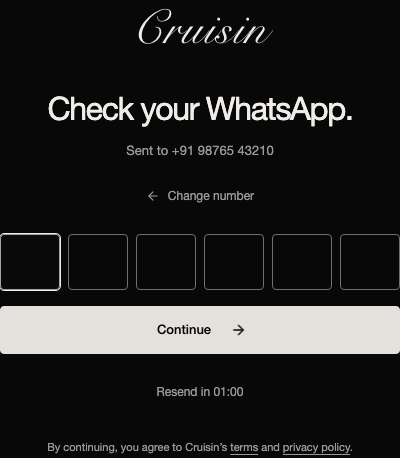 Cruisin
Check your WhatsApp.
Sent to +91 98765 43210
← Change number
Continue →
Resend in 01:00
By continuing, you agree to Cruisin's terms and privacy policy.